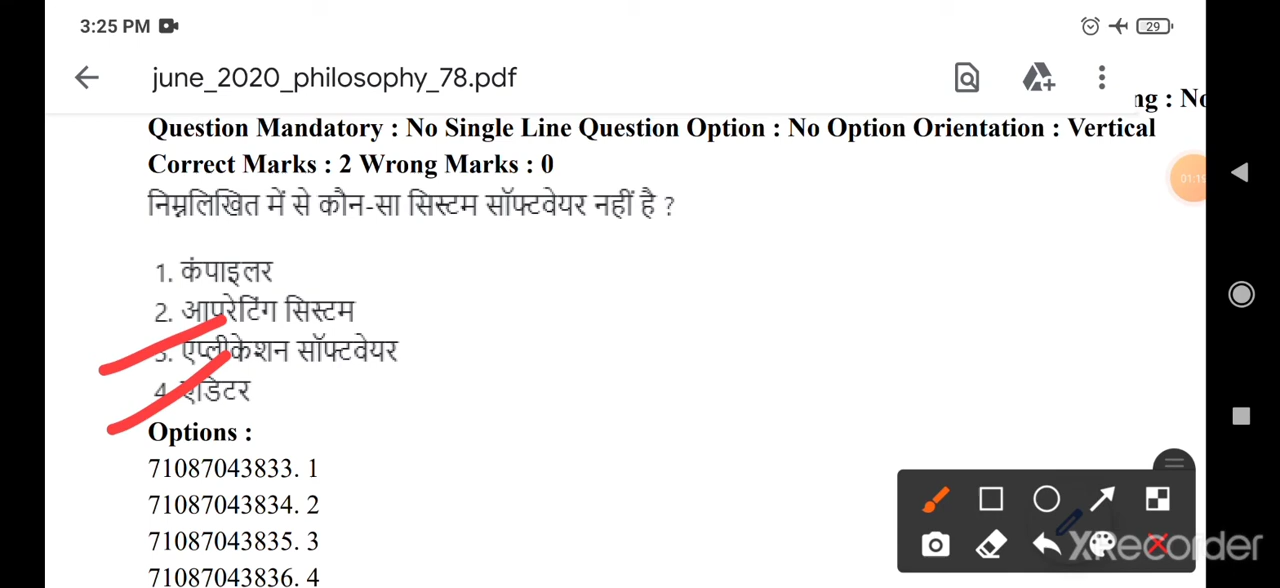 3:25 PM
29
june_2020_philosophy_78.pdf
ng : No
Question Mandatory : No Single Line Question Option : No Option Orientation : Vertical
Correct Marks : 2 Wrong Marks : 0
01:15
निम्नलिखित में से कौन-सा सिस्टम सॉफ्टवेयर नहीं है ?
1. कंपाइलर
2. आपरेटिंग सिस्टम
3. एप्लीकेशन सॉफ्टवेयर
4. एडिटर
Options :
71087043833. 1
71087043834. 2
71087043835. 3
71087043836. 4
XRecorder